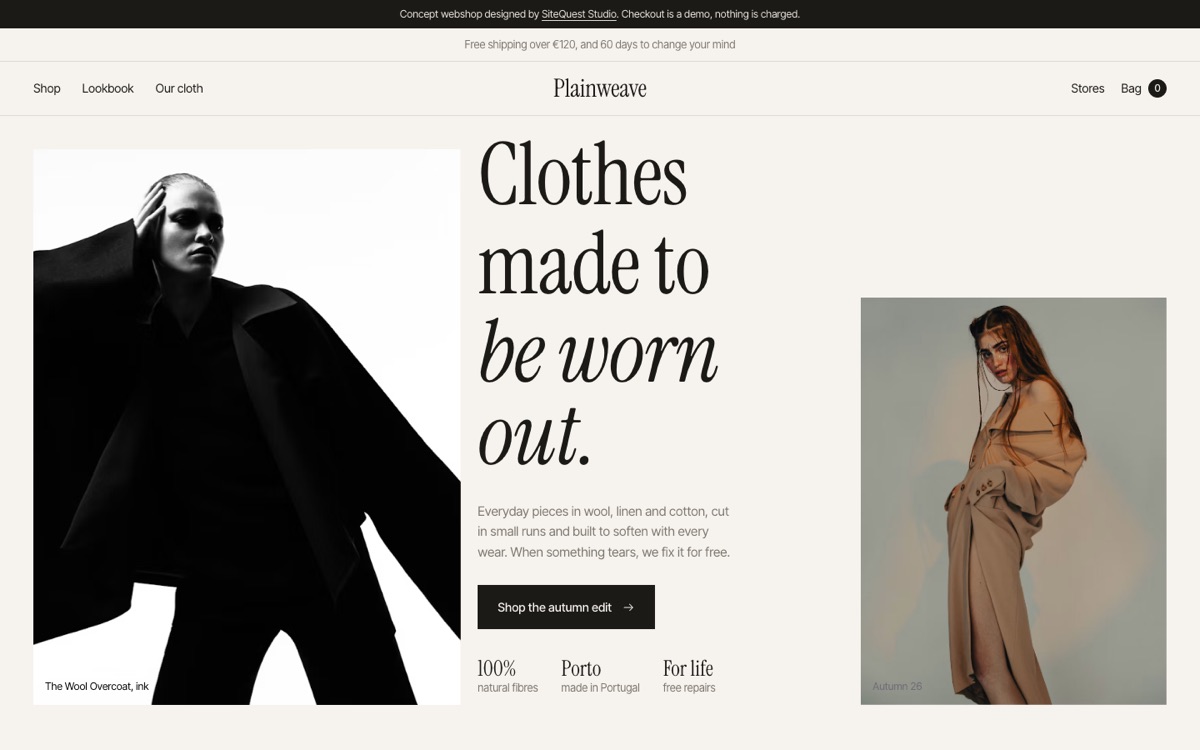 Concept webshop designed by SiteQuest Studio. Checkout is a demo, nothing is charged.
Free shipping over €120, and 60 days to change your mind
Shop Lookbook Our cloth Plainweave Stores Bag 0
Clothes
made to
be worn
out.
Everyday pieces in wool, linen and cotton, cut
in small runs and built to soften with every
wear. When something tears, we fix it for free.
Shop the autumn edit →
100% Porto For life
natural fibres made in Portugal free repairs
The Wool Overcoat, ink
Autumn 26